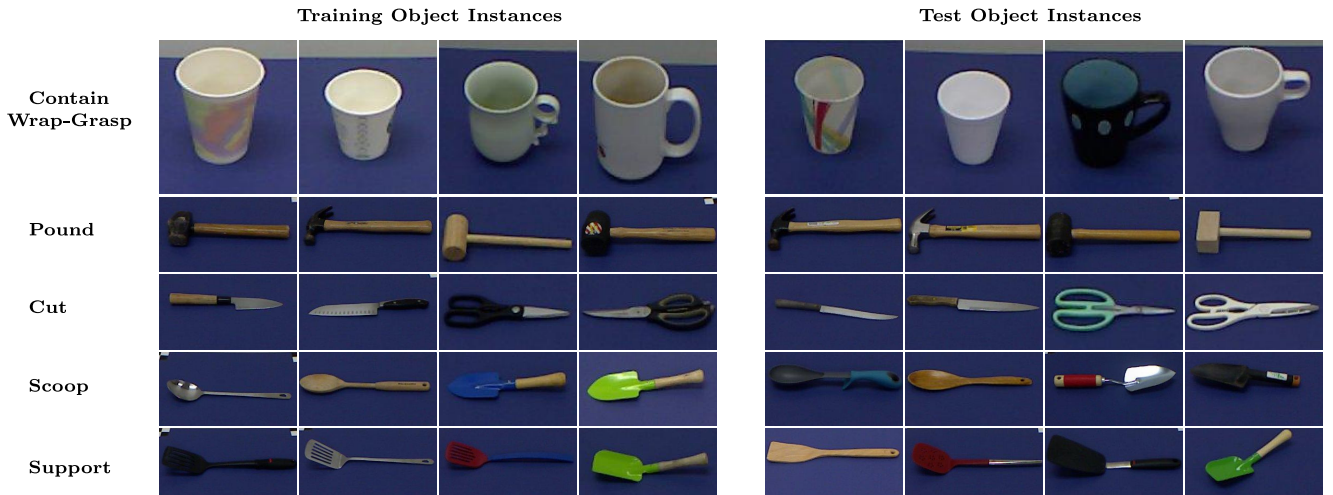 Training Object Instances
Test Object Instances
Contain
Wrap-Grasp
Pound
Cut
Scoop
Support